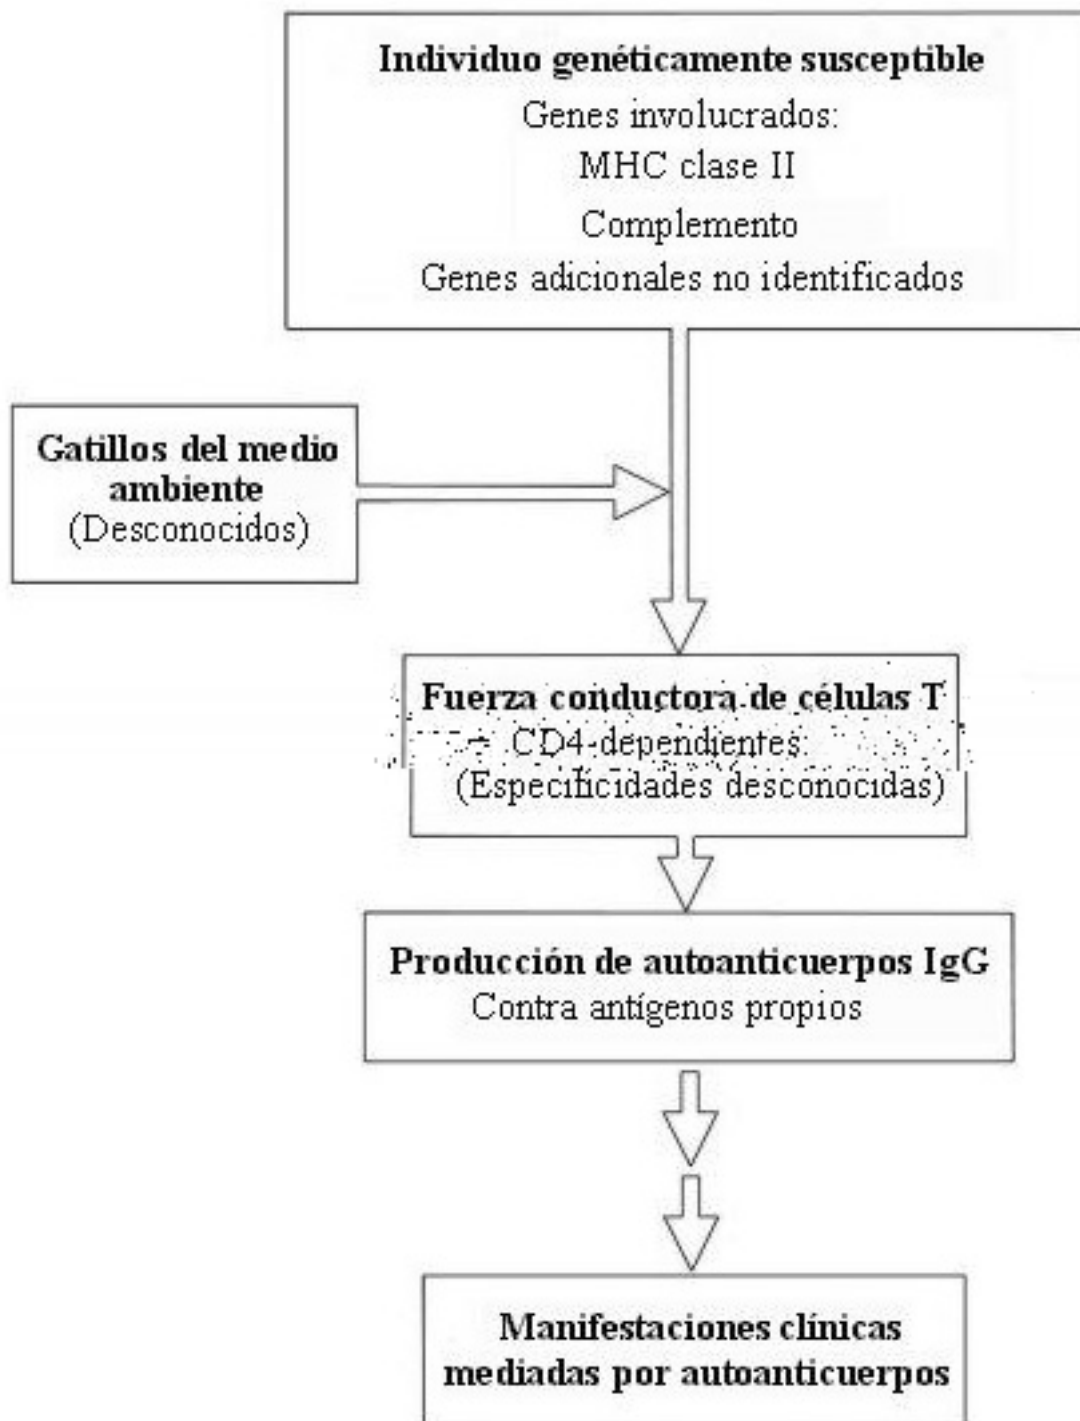 Individuo genéticamente susceptible
Genes involucrados:
MHC clase II
Complemento
Genes adicionales no identificados
Gatillos del medio
ambiente
(Desconocidos)
Fuerza conductora de células T
CD4-dependientes
(Especificidades desconocidas)
Producción de autoanticuerpos IgG
Contra antígenos propios
Manifestaciones clínicas
mediadas por autoanticuerpos